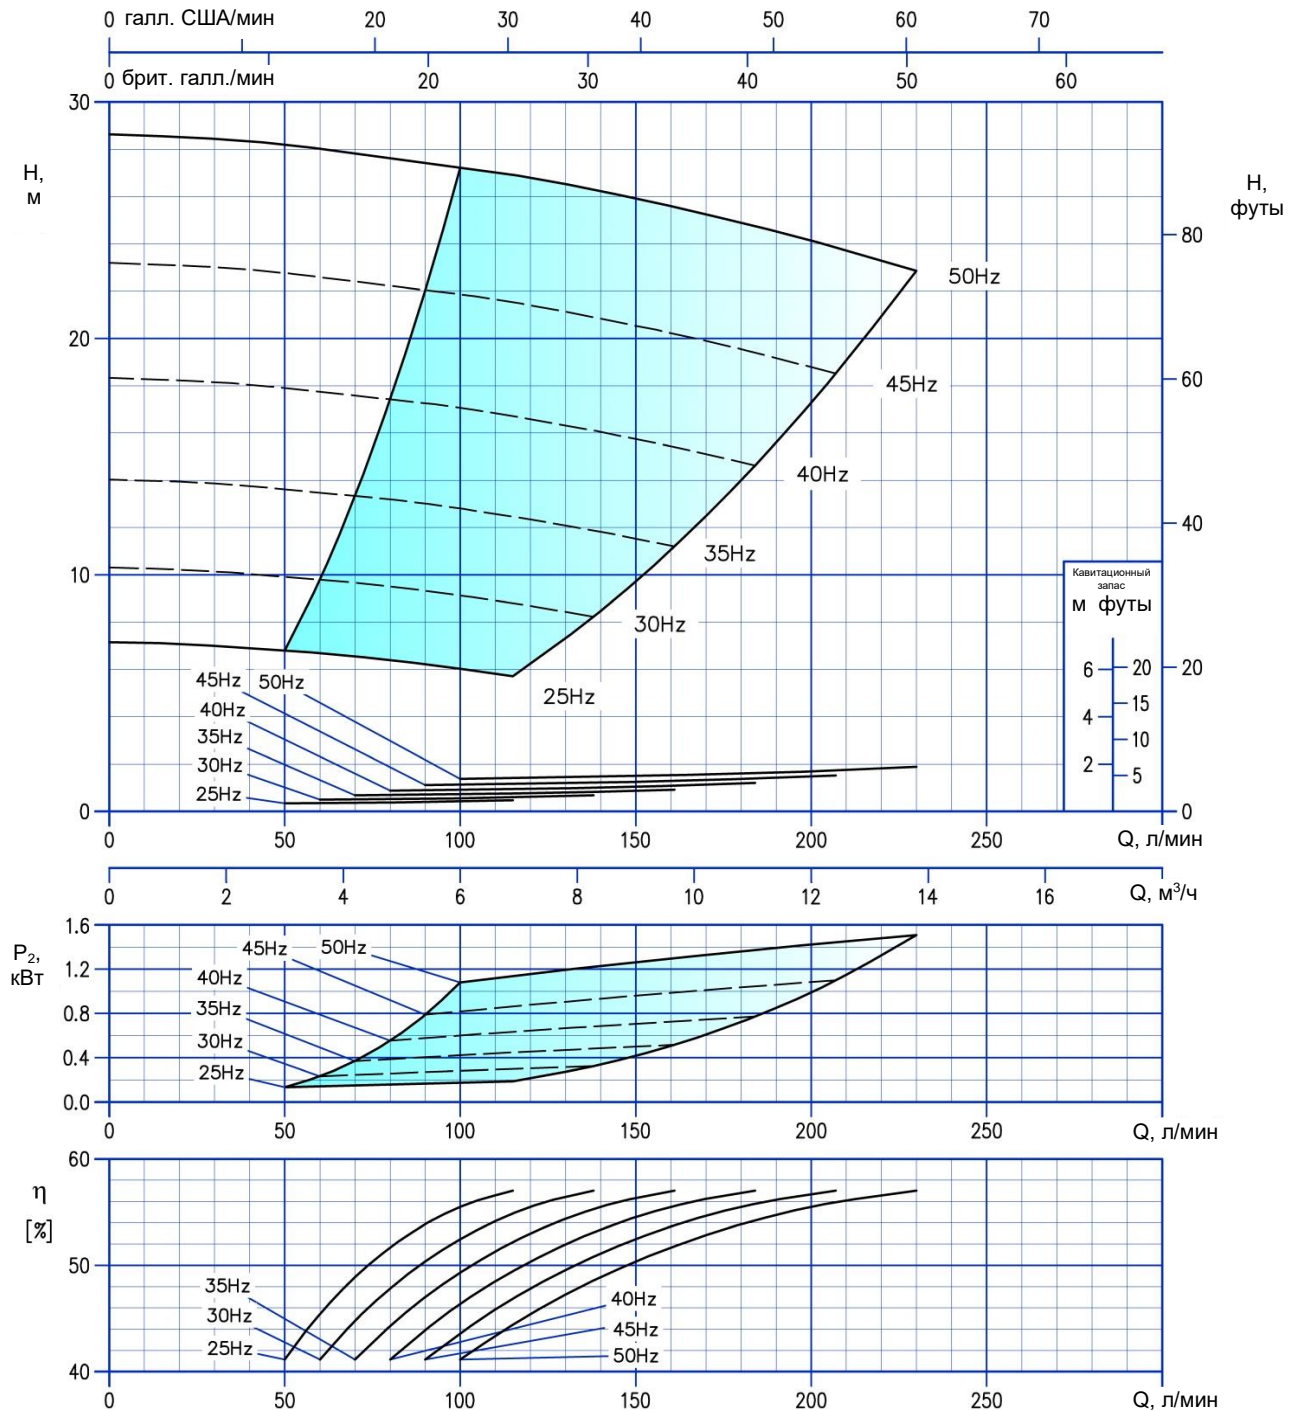 0 галл. США/мин 20 30 40 50 60 70
0 брит. галл./мин 20 30 40 50 60
30
H,
м
H,
футы
80
50Hz
20
45Hz
60
40Hz
40
35Hz
10
Кавитационный
запас
м футы
30Hz
45Hz 50Hz
6 20 20
25Hz
40Hz
4 15
35Hz
10
30Hz
2 5
25Hz
0 0
0 50 100 150 200 250 Q, л/мин
0 2 4 6 8 10 12 14 16 Q, м³/ч
1.6
P₂,
кВт
45Hz 50Hz
1.2
40Hz
0.8
35Hz
30Hz
0.4
25Hz
0.0
0 50 100 150 200 250 Q, л/мин
60
η
[%]
50
35Hz
40Hz
30Hz
45Hz
25Hz
50Hz
40
0 50 100 150 200 250 Q, л/мин